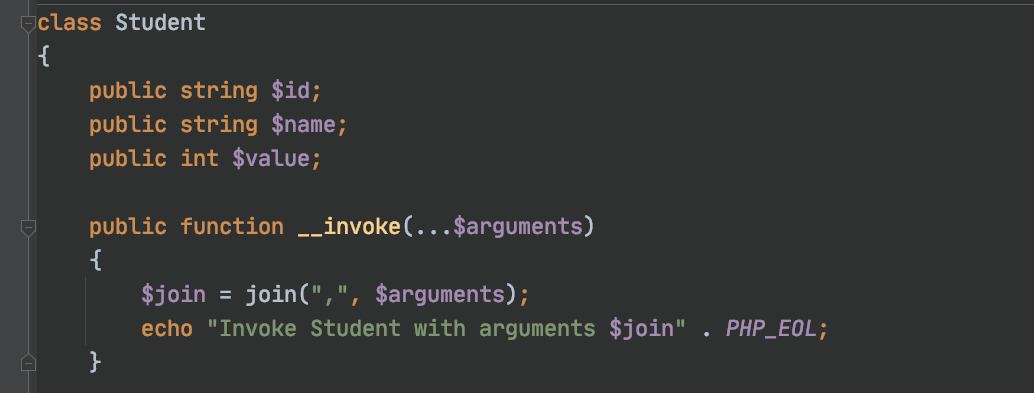 class Student
{
    public string $id;
    public string $name;
    public int $value;

    public function __invoke(...$arguments)
    {
        $join = join(",", $arguments);
        echo "Invoke Student with arguments $join" . PHP_EOL;
    }